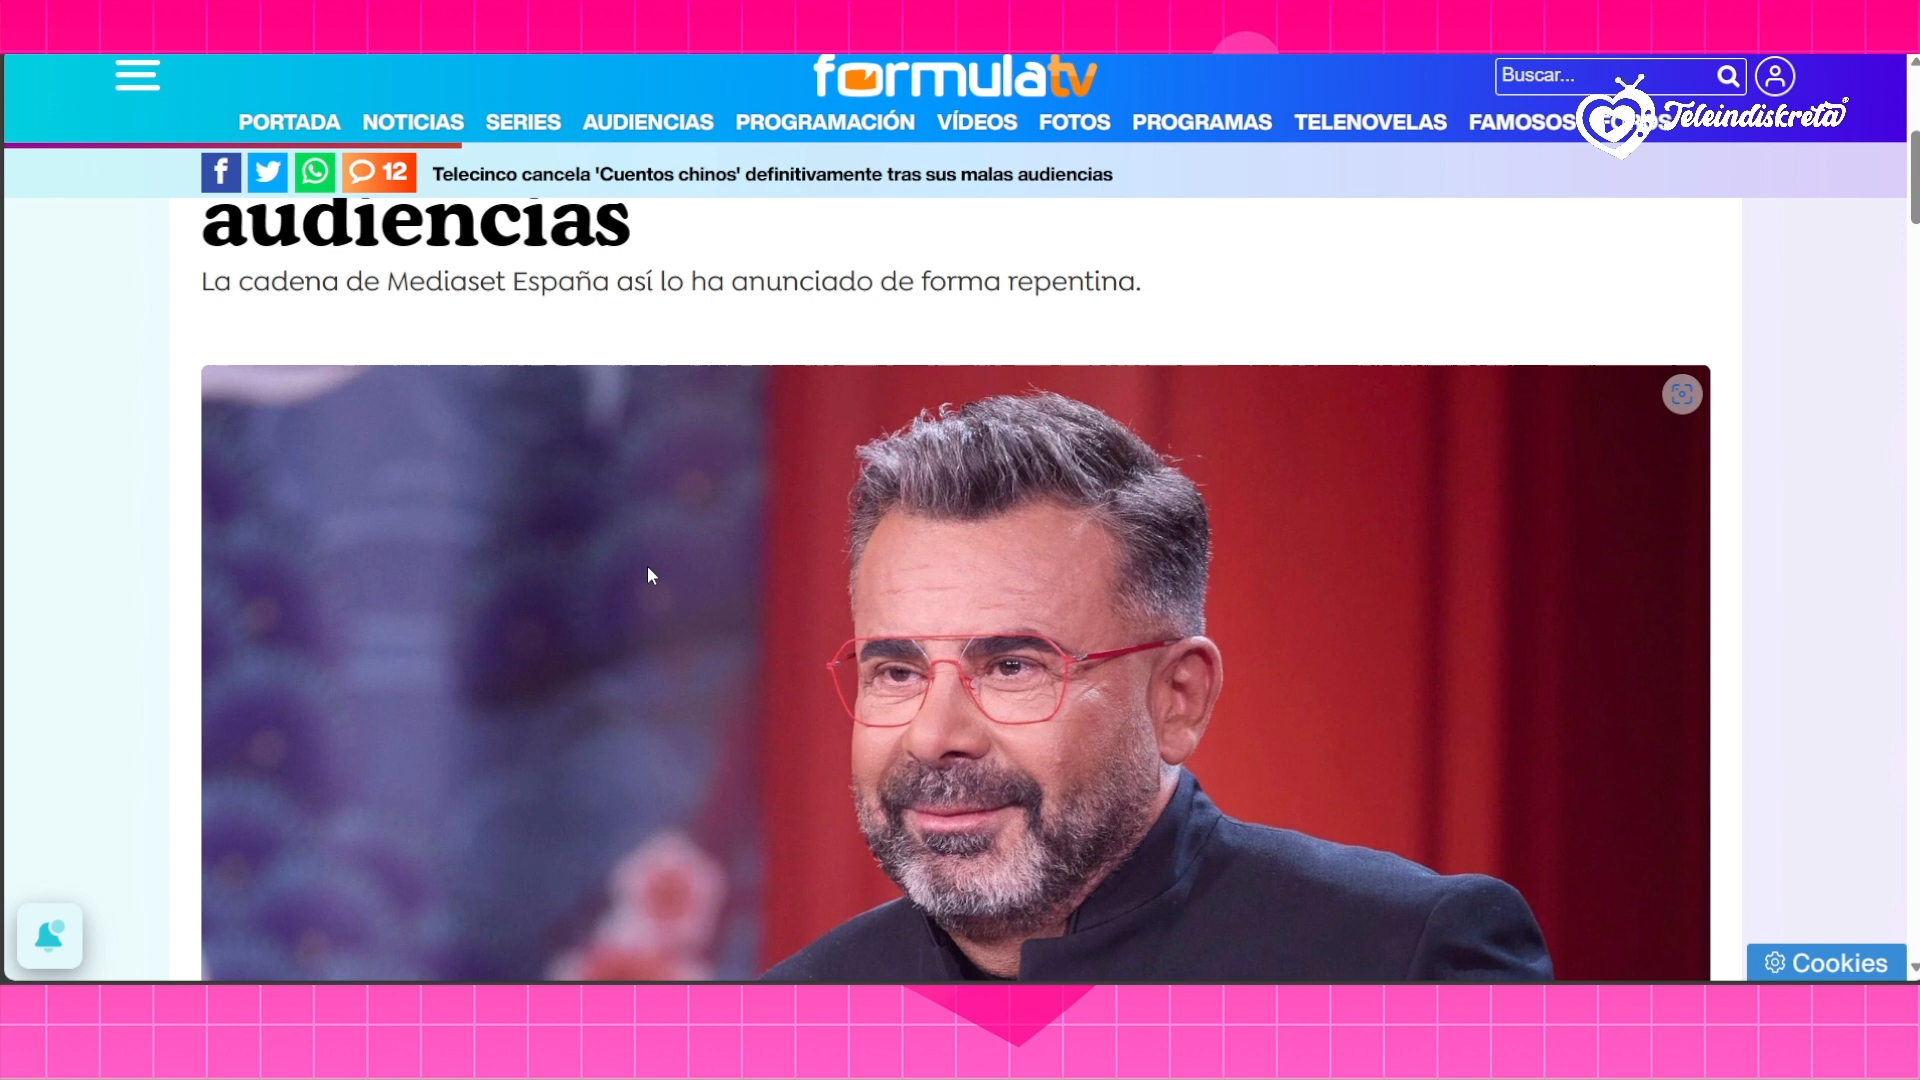 formulatv
Buscar...
PORTADA NOTICIAS SERIES AUDIENCIAS PROGRAMACIÓN VÍDEOS FOTOS PROGRAMAS TELENOVELAS FAMOSOS FOROS
Teleindiskreta
12 Telecinco cancela 'Cuentos chinos' definitivamente tras sus malas audiencias
audiencias
La cadena de Mediaset España así lo ha anunciado de forma repentina.
Cookies